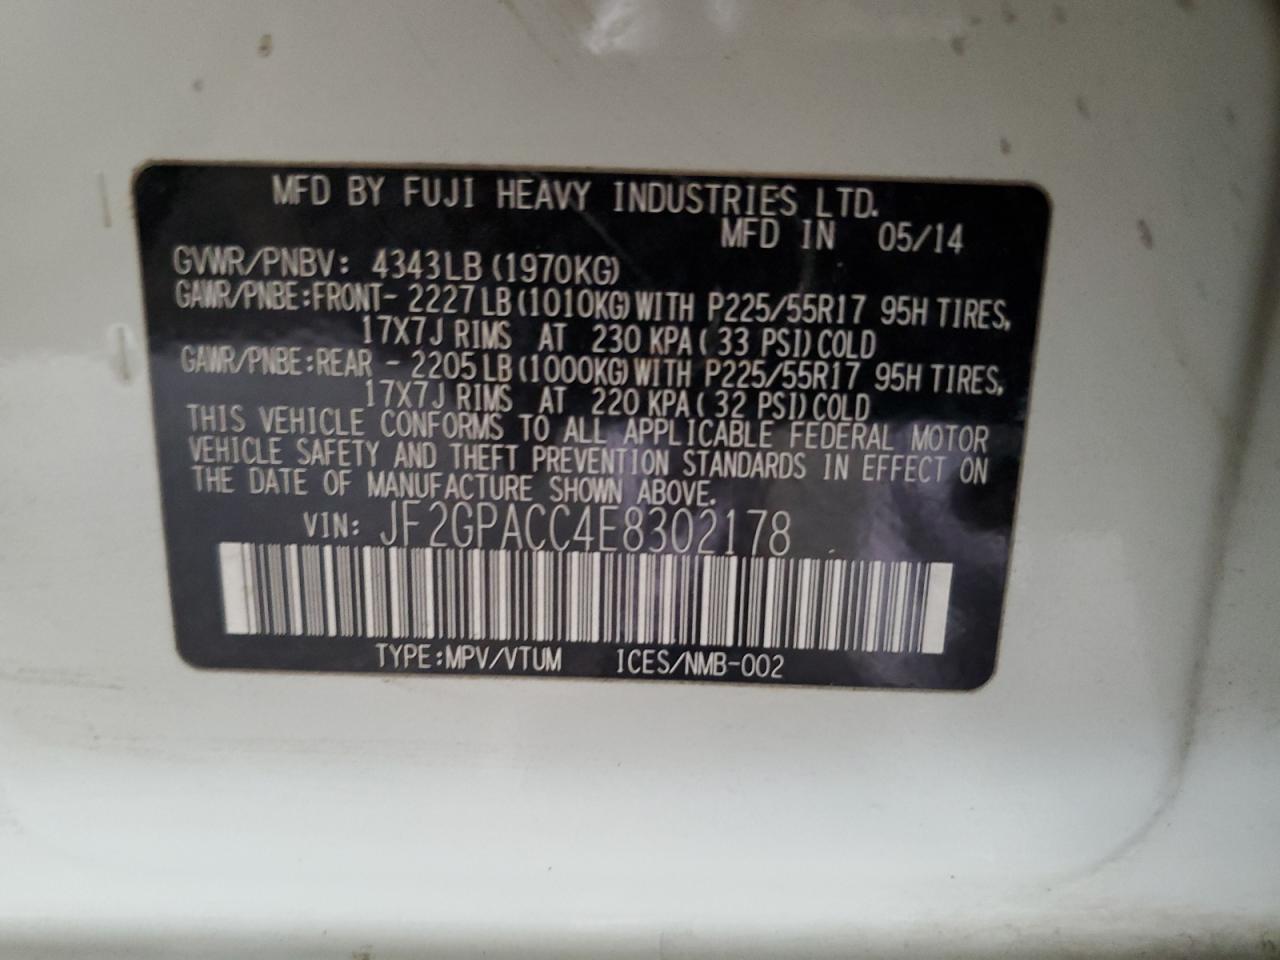 MFD BY FUJI HEAVY INDUSTRIES LTD.
MFD IN 05/14
GVWR/PNBV: 4343LB (1970KG)
GAWR/PNBE:FRONT- 2227LB (1010KG) WITH P225/55R17 95H TIRES,
17X7J RIMS AT 230 KPA ( 33 PSI) COLD
GAWR/PNBE:REAR - 2205LB (1000KG) WITH P225/55R17 95H TIRES,
17X7J RIMS AT 220 KPA ( 32 PSI) COLD
THIS VEHICLE CONFORMS TO ALL APPLICABLE FEDERAL MOTOR
VEHICLE SAFETY AND THEFT PREVENTION STANDARDS IN EFFECT ON
THE DATE OF MANUFACTURE SHOWN ABOVE.
VIN: JF2GPACC4E8302178
TYPE:MPV/VTUM ICES/NMB-002